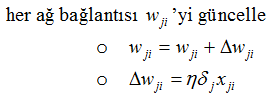 her ağ bağlantısı w_ji 'yi güncelle
o w_ji = w_ji + Δw_ji
o Δw_ji = ηδ_j x_ji